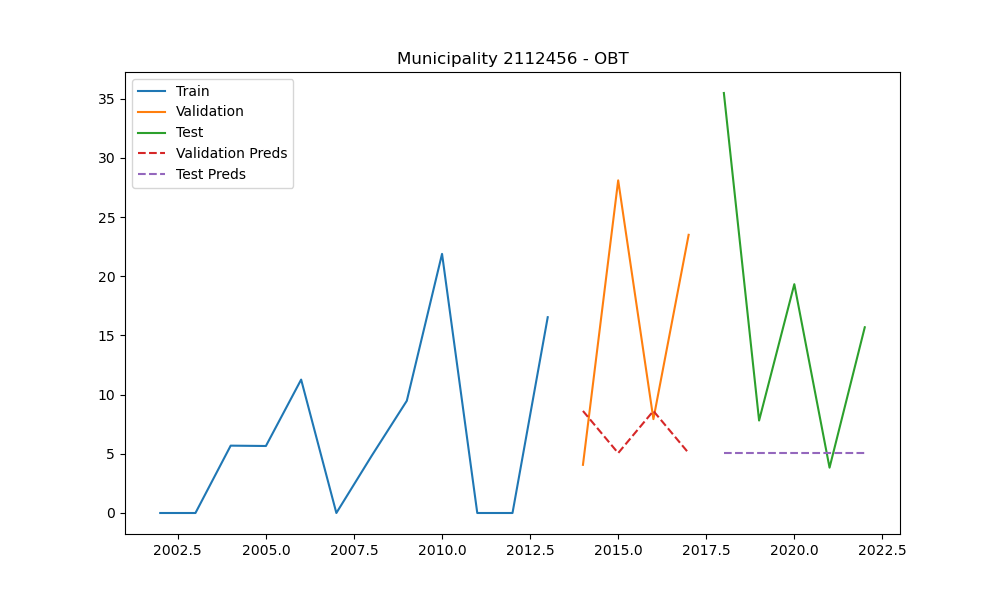 Municipality 2112456 - OBT
Train
Validation
Test
Validation Preds
Test Preds
35
30
25
20
15
10
5
0
2002.5 2005.0 2007.5 2010.0 2012.5 2015.0 2017.5 2020.0 2022.5